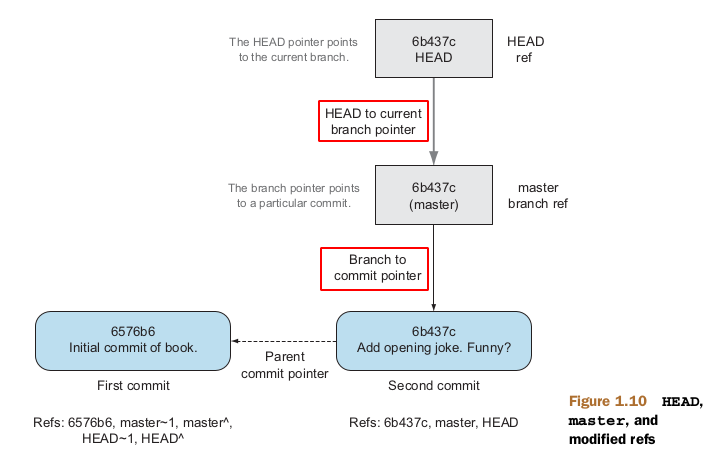 The HEAD pointer points
to the current branch.
6b437c
HEAD
HEAD
ref
HEAD to current
branch pointer
The branch pointer points
to a particular commit.
6b437c
(master)
master
branch ref
Branch to
commit pointer
6576b6
Initial commit of book.
6b437c
Add opening joke. Funny?
Parent
commit pointer
First commit
Second commit
Refs: 6576b6, master~1, master^,
HEAD~1, HEAD^
Refs: 6b437c, master, HEAD
Figure 1.10 HEAD,
master, and
modified refs